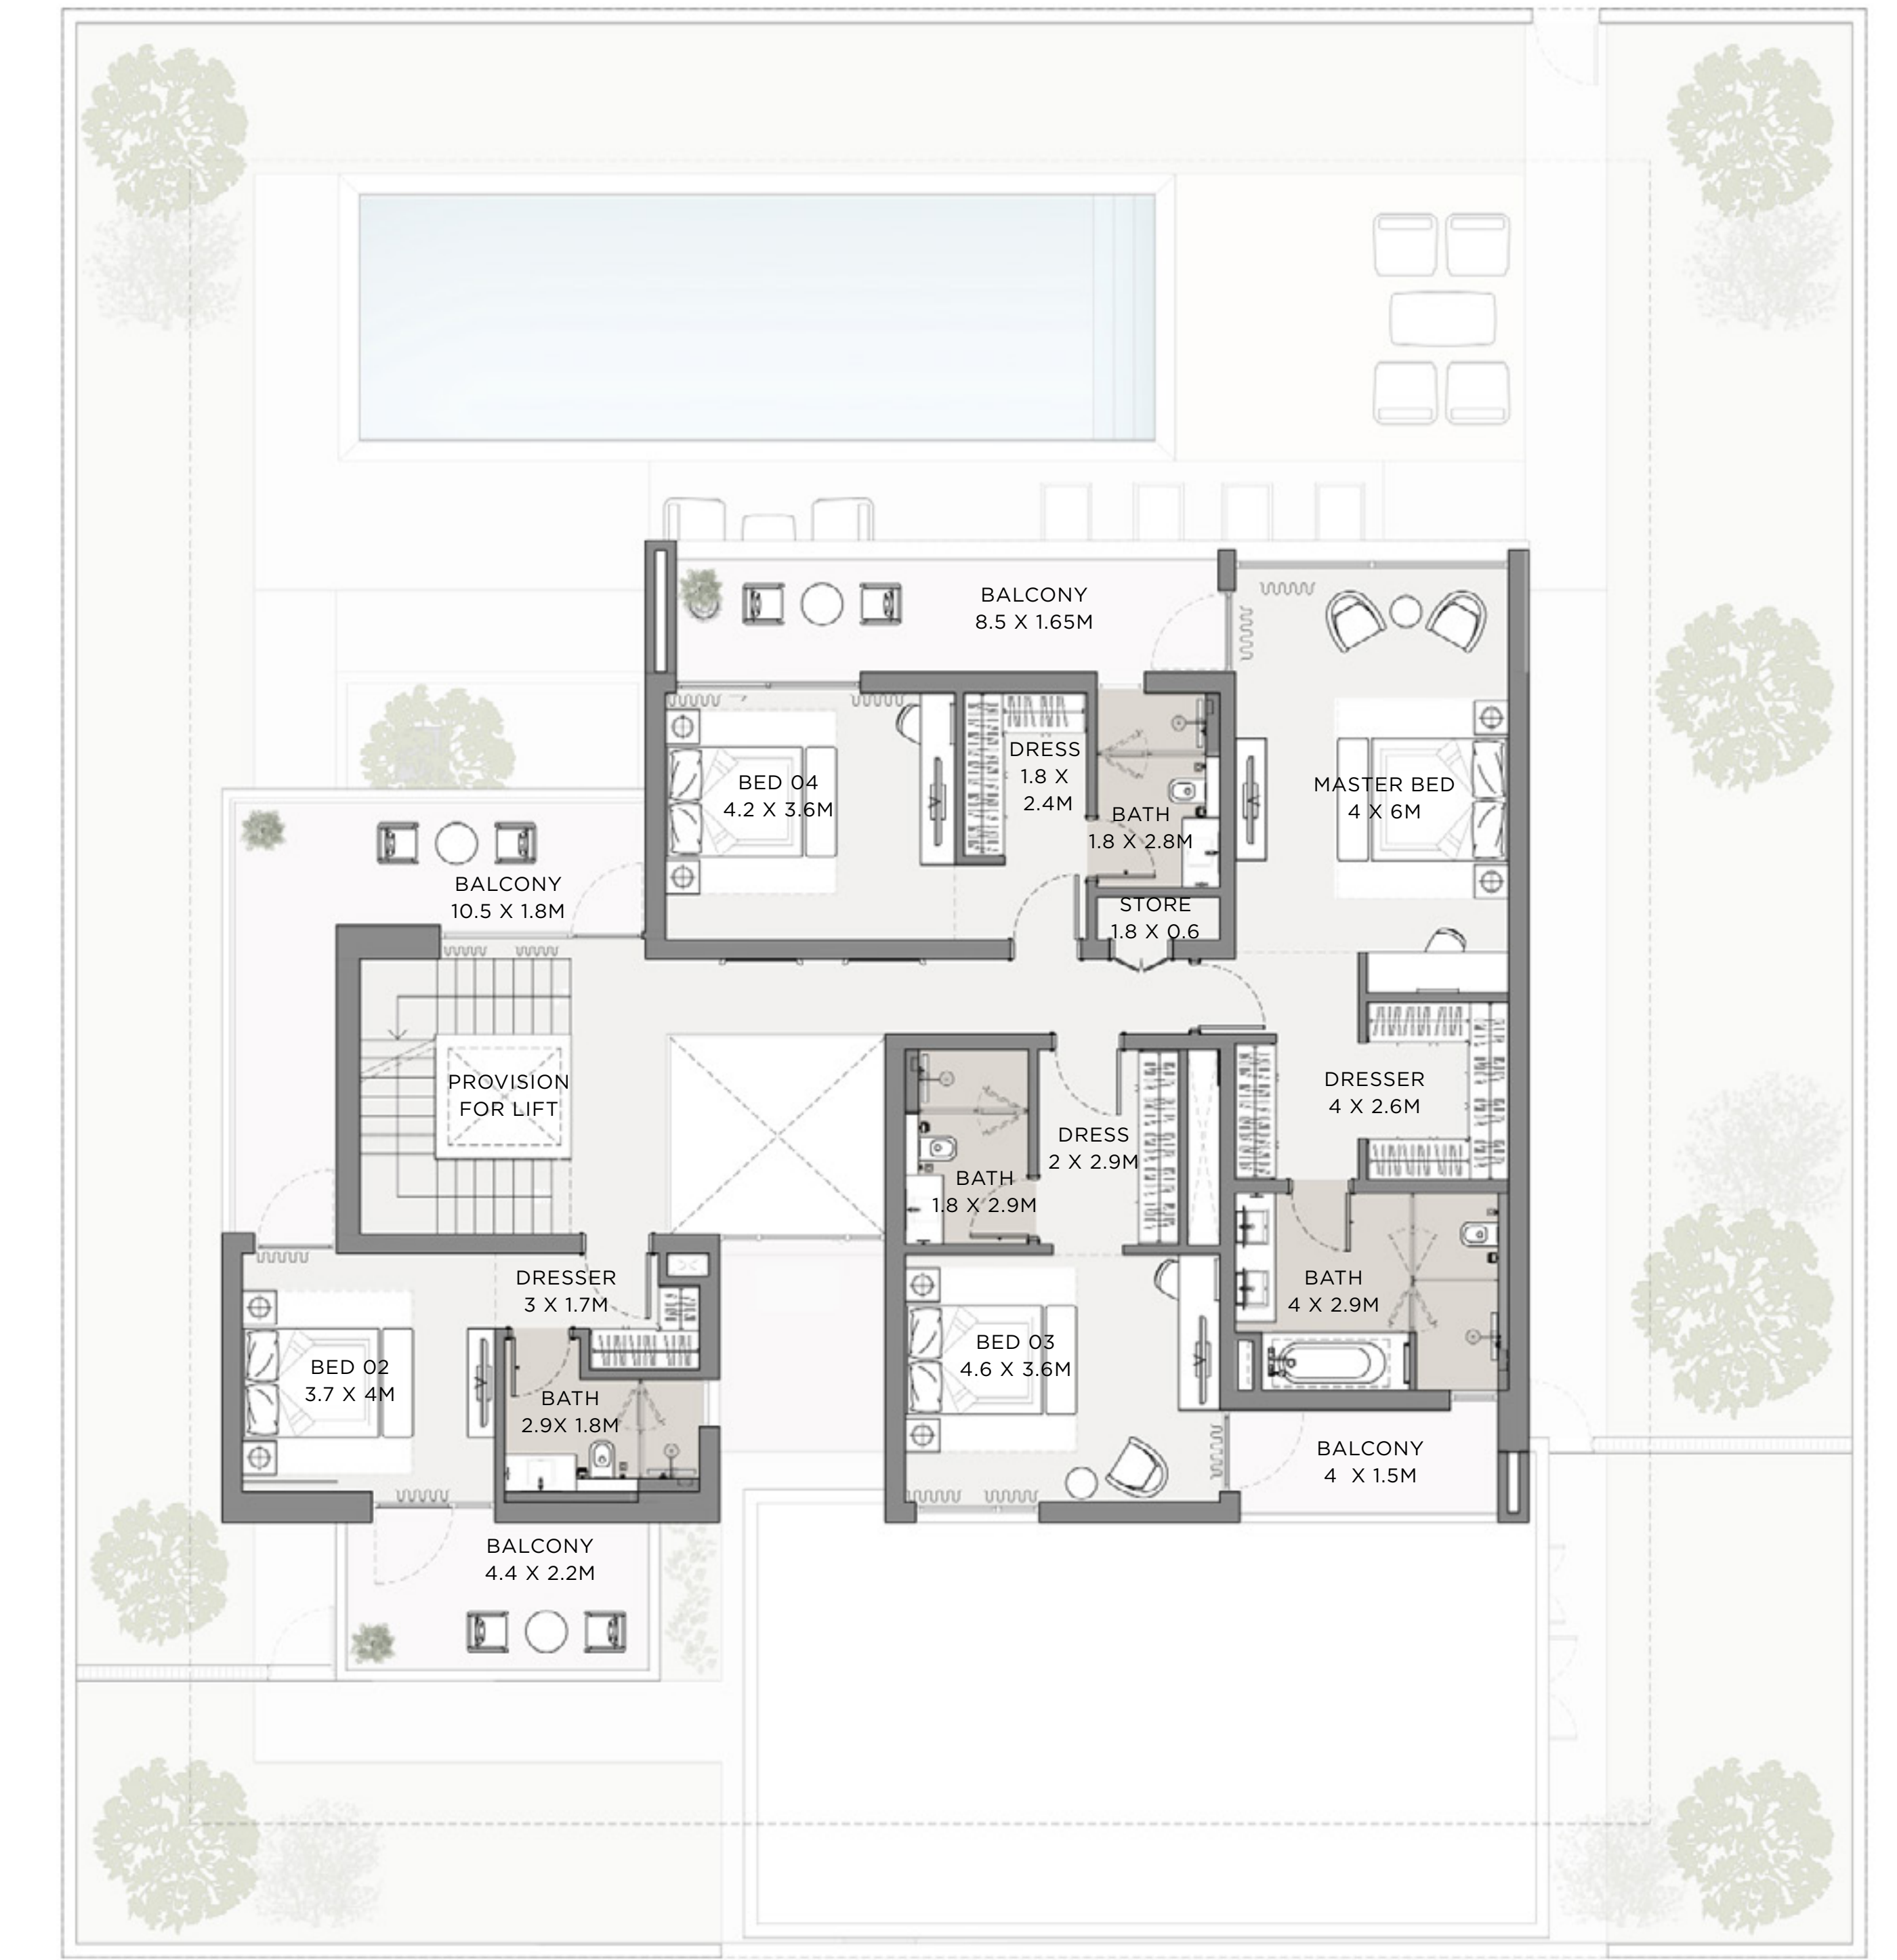 BALCONY
8.5 X 1.65M
DRESS
1.8 X
2.4M
BED 04
4.2 X 3.6M
MASTER BED
4 X 6M
BATH
1.8 X 2.8M
BALCONY
10.5 X 1.8M
STORE
1.8 X 0.6
PROVISION
FOR LIFT
DRESSER
4 X 2.6M
DRESS
2 X 2.9M
BATH
1.8 X 2.9M
DRESSER
3 X 1.7M
BATH
4 X 2.9M
BED 03
4.6 X 3.6M
BED 02
3.7 X 4M
BATH
2.9X 1.8M
BALCONY
4 X 1.5M
BALCONY
4.4 X 2.2M